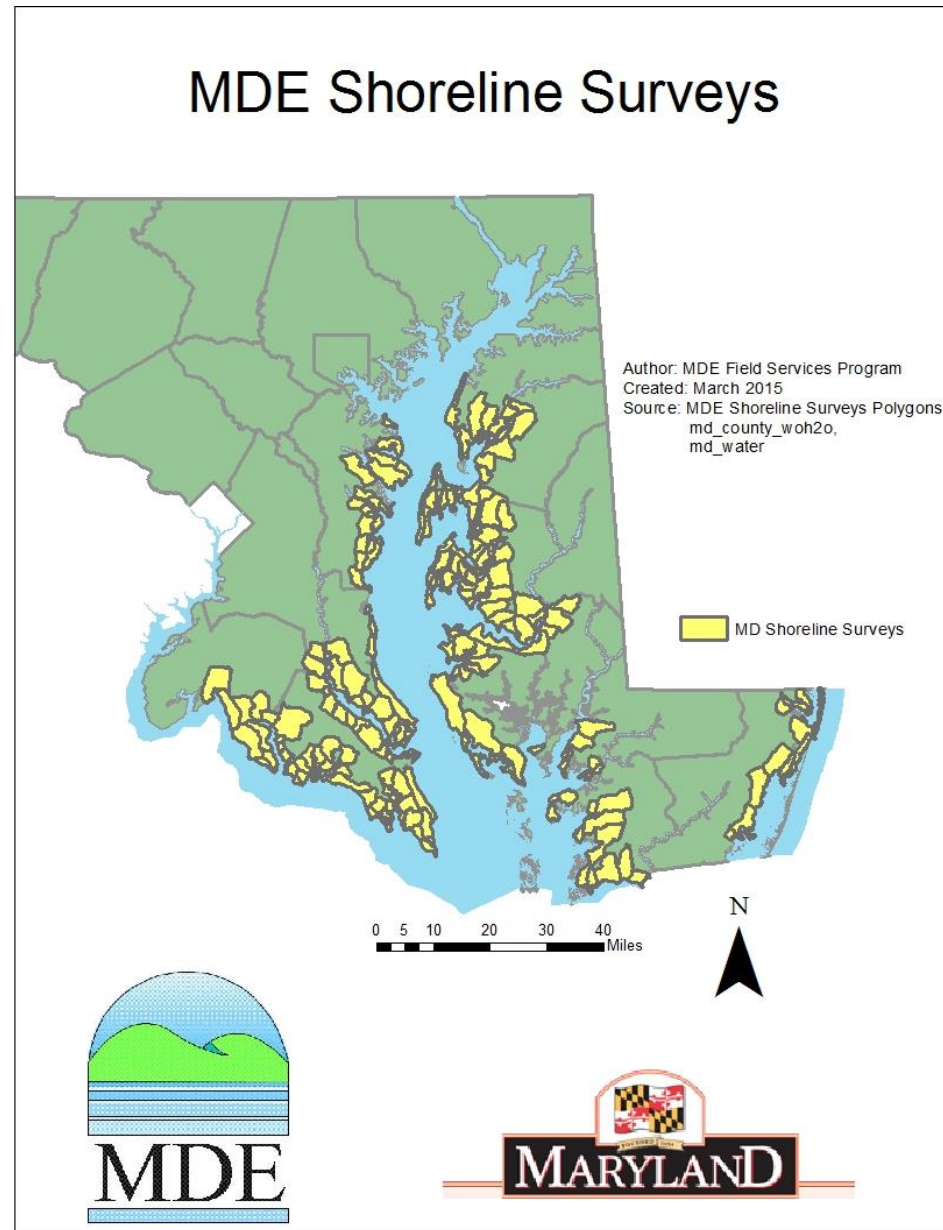 MDE Shoreline Surveys
Author: MDE Field Services Program
Created: March 2015
Source: MDE Shoreline Surveys Polygons
md_county_woh2o,
md_water
MD Shoreline Surveys
N
0 5 10 20 30 40
Miles
MDE
MARYLAND